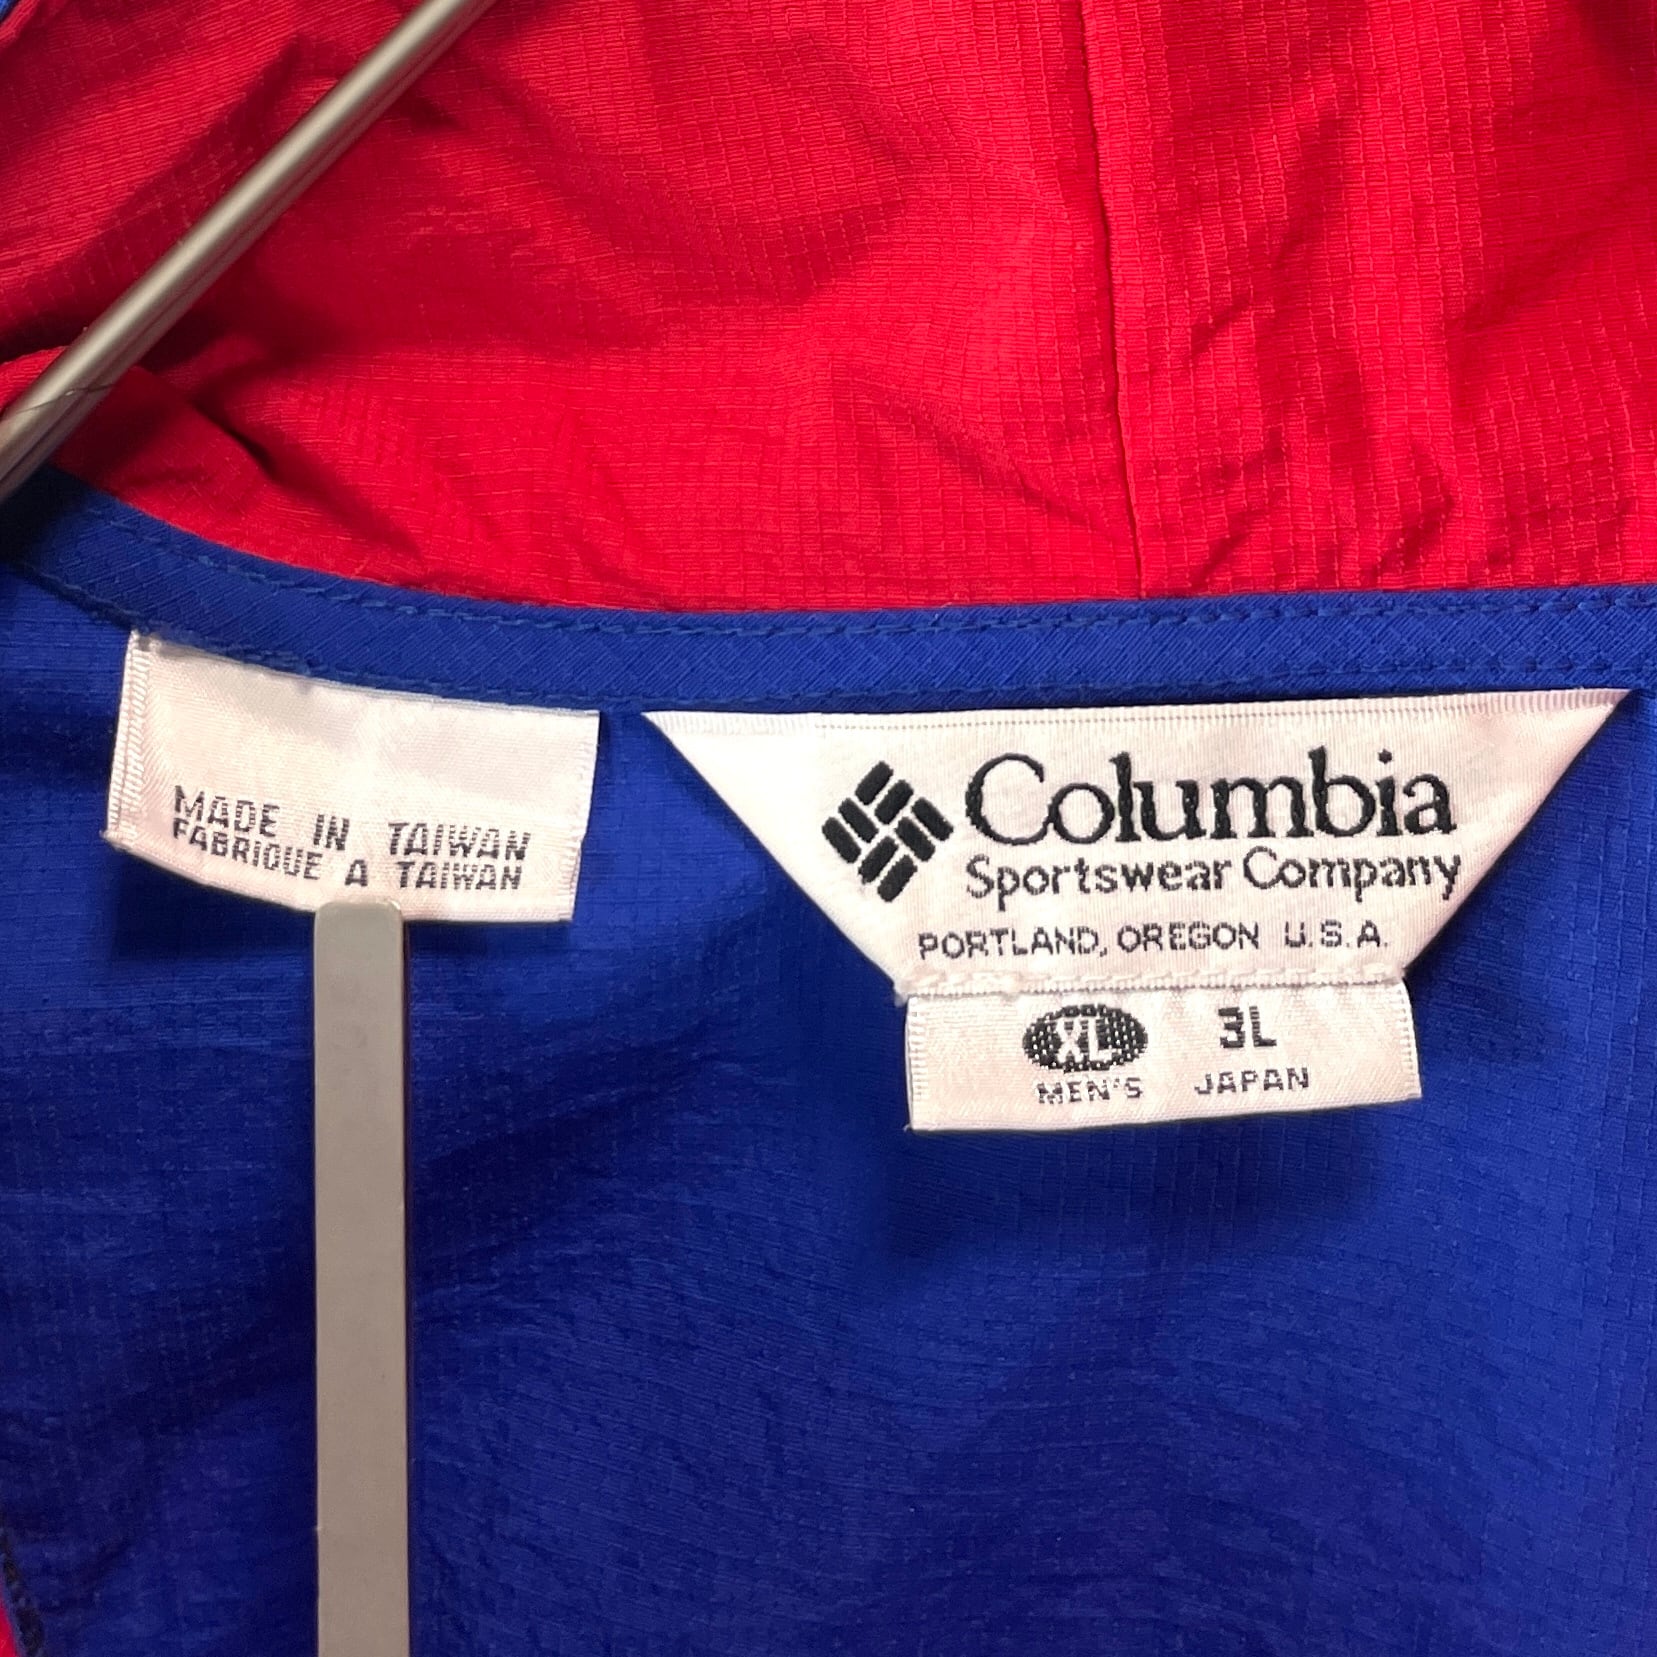 MADE IN TAIWAN
FABRIQUE A TAIWAN
Columbia
Sportswear Company
PORTLAND, OREGON U.S.A.
XL 3L
MEN'S JAPAN